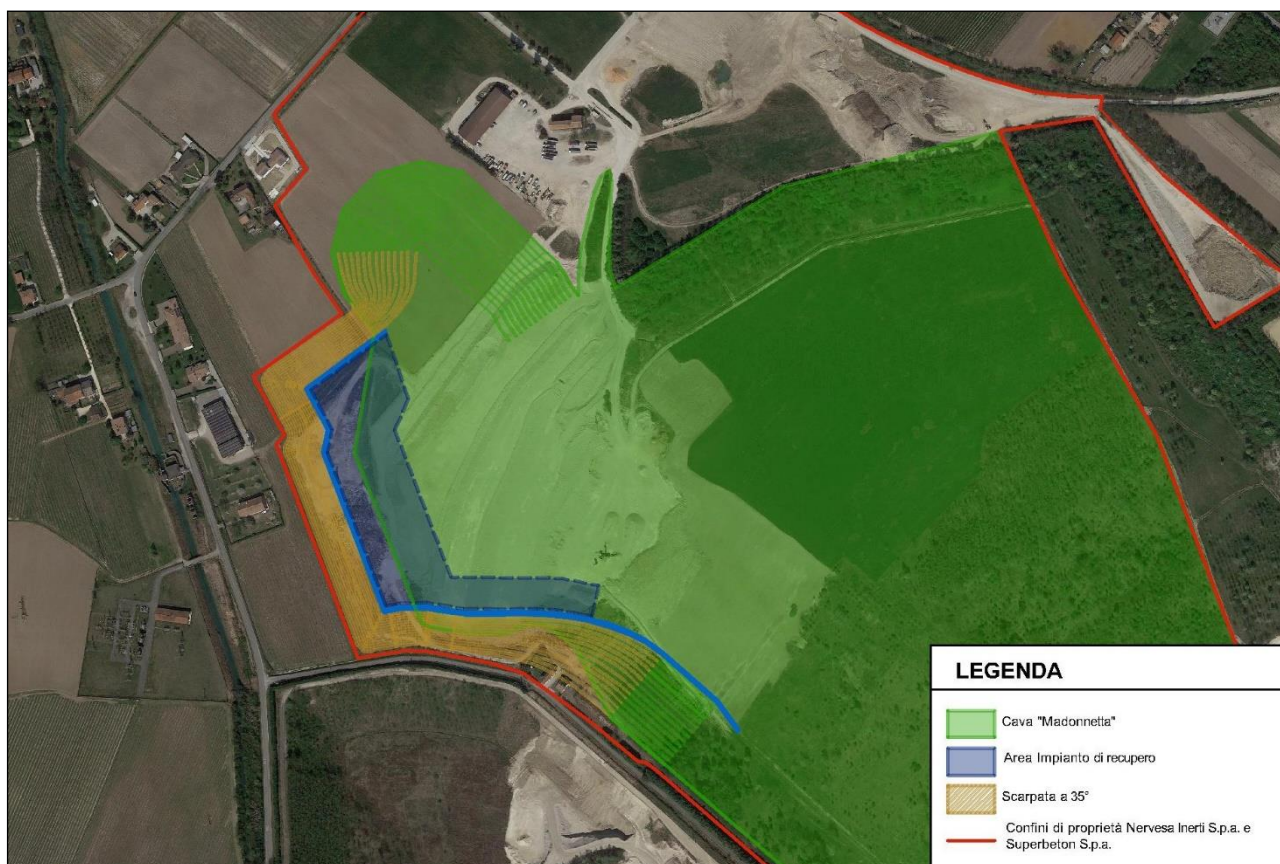 LEGENDA
Cava "Madonnetta"
Area Impianto di recupero
Scarpata a 35°
Confini di proprietà Nervesa Inerti S.p.a. e
Superbeton S.p.a.